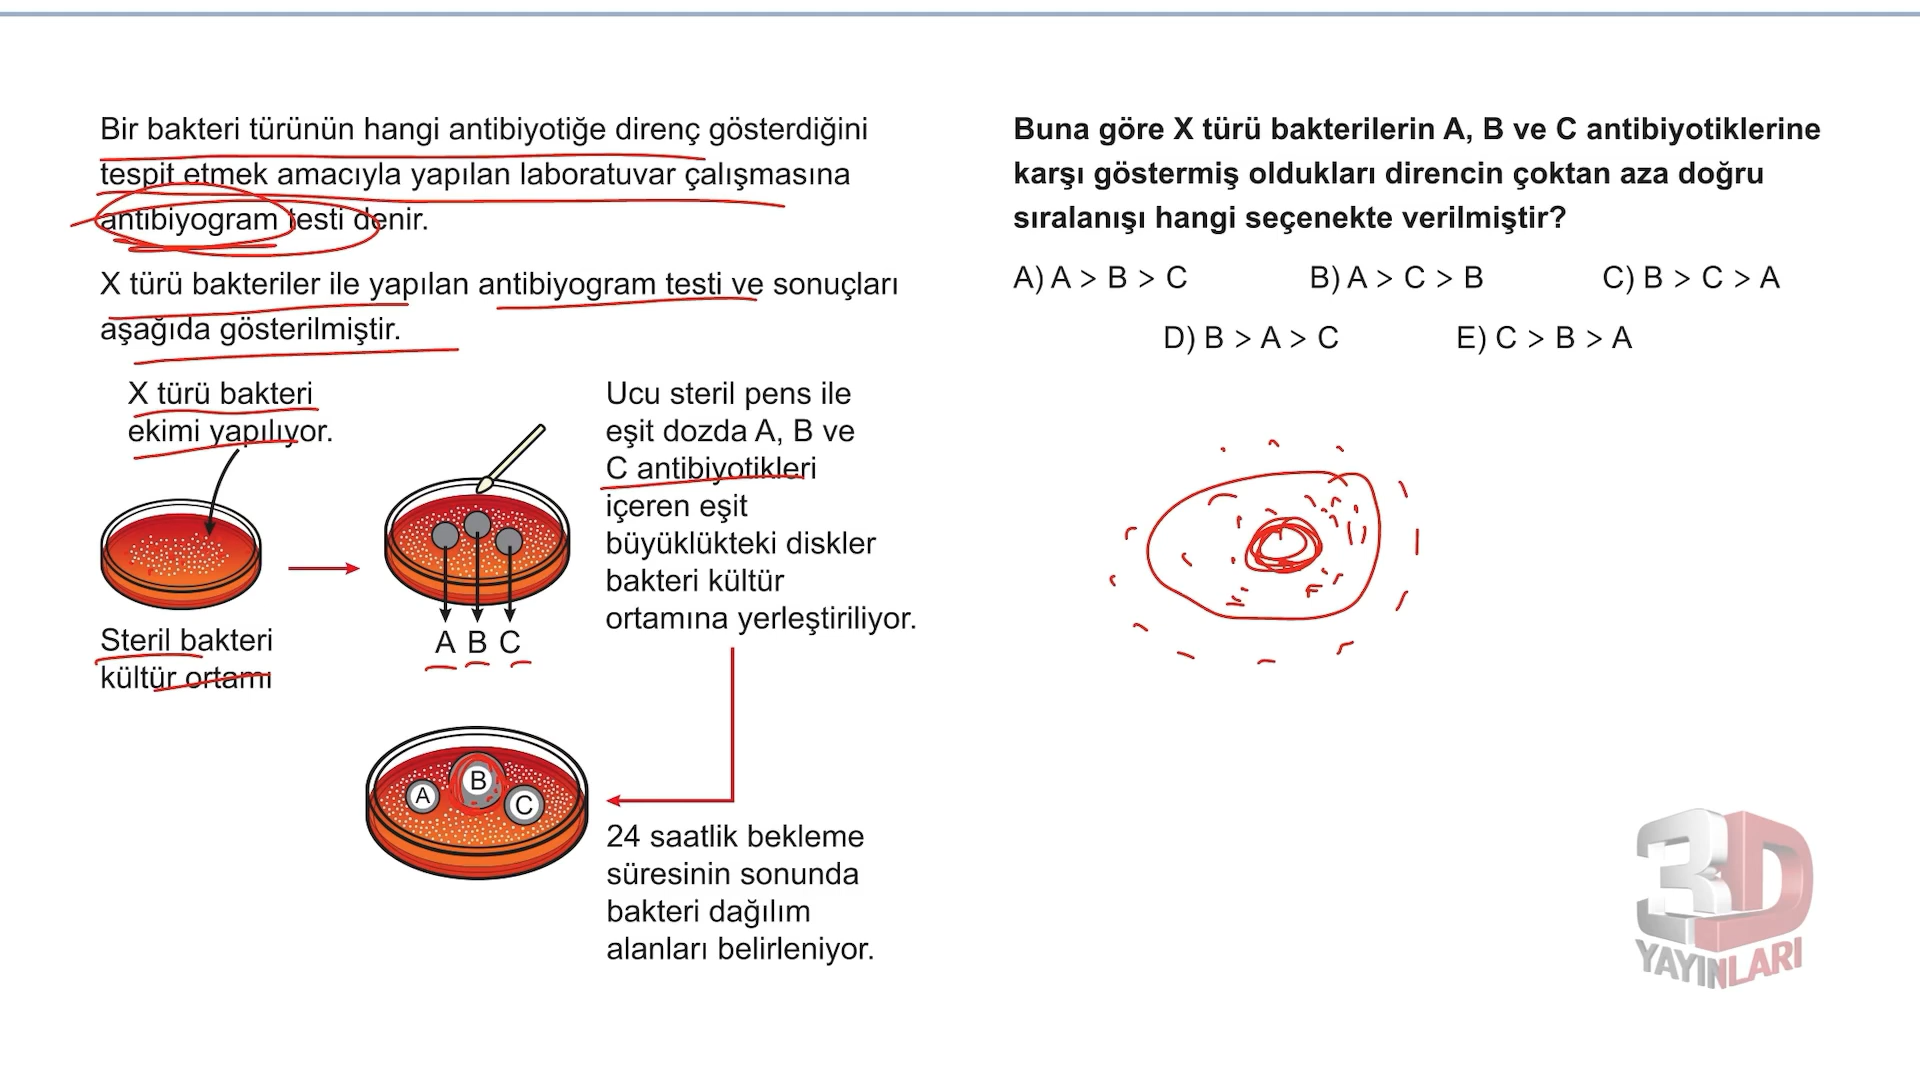 Bir bakteri türünün hangi antibiyotiğe direnç gösterdiğini
tespit etmek amacıyla yapılan laboratuvar çalışmasına
antibiyogram testi denir.
X türü bakteriler ile yapılan antibiyogram testi ve sonuçları
aşağıda gösterilmiştir.
X türü bakteri
ekimi yapılıyor.
Steril bakteri
kültür ortamı
A B C
Ucu steril pens ile
eşit dozda A, B ve
C antibiyotikleri
içeren eşit
büyüklükteki diskler
bakteri kültür
ortamına yerleştiriliyor.
A
B
C
24 saatlik bekleme
süresinin sonunda
bakteri dağılım
alanları belirleniyor.
Buna göre X türü bakterilerin A, B ve C antibiyotiklerine
karşı göstermiş oldukları direncin çoktan aza doğru
sıralanışı hangi seçenekte verilmiştir?
A) A > B > C B) A > C > B C) B > C > A
D) B > A > C E) C > B > A
3D
YAYINLARI